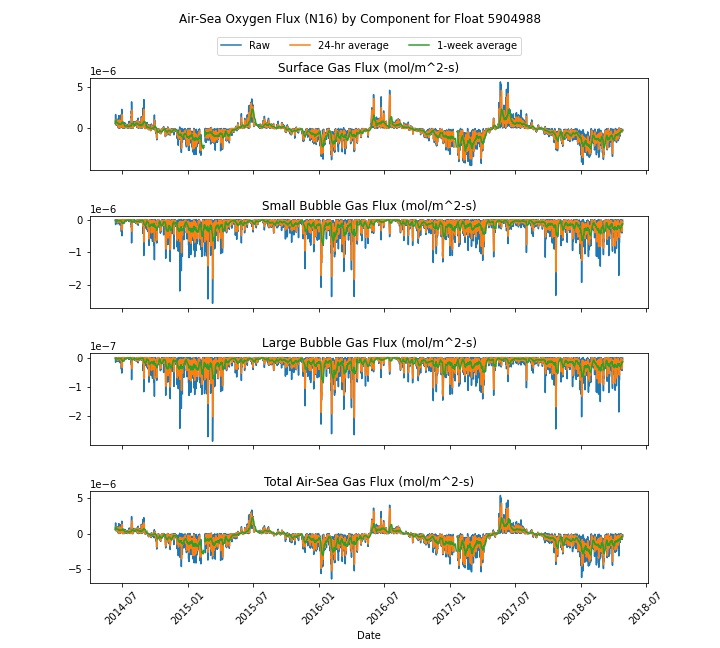 Air-Sea Oxygen Flux (N16) by Component for Float 5904988
Raw 24-hr average 1-week average
1e−6 Surface Gas Flux (mol/m^2-s)
5
0
1e−6 Small Bubble Gas Flux (mol/m^2-s)
0
−1
−2
1e−7 Large Bubble Gas Flux (mol/m^2-s)
0
−1
−2
1e−6 Total Air-Sea Gas Flux (mol/m^2-s)
5
0
−5
2014-07 2015-01 2015-07 2016-01 2016-07 2017-01 2017-07 2018-01 2018-07
Date